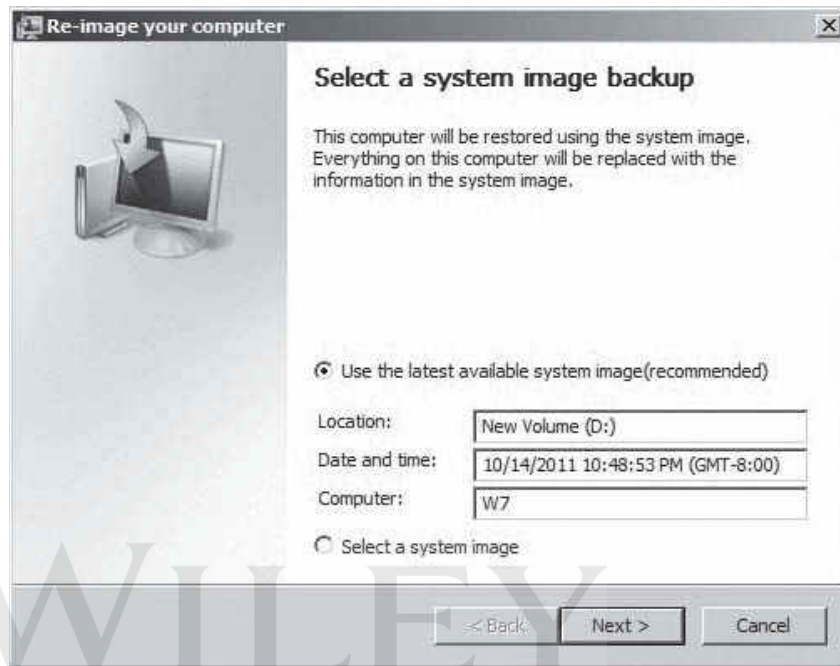 Re-image your computer
Select a system image backup
This computer will be restored using the system image.
Everything on this computer will be replaced with the
information in the system image.
Use the latest available system image(recommended)
Location: New Volume (D:)
Date and time: 10/14/2011 10:48:53 PM (GMT-8:00)
Computer: W7
Select a system image
< Back Next > Cancel
WILEY